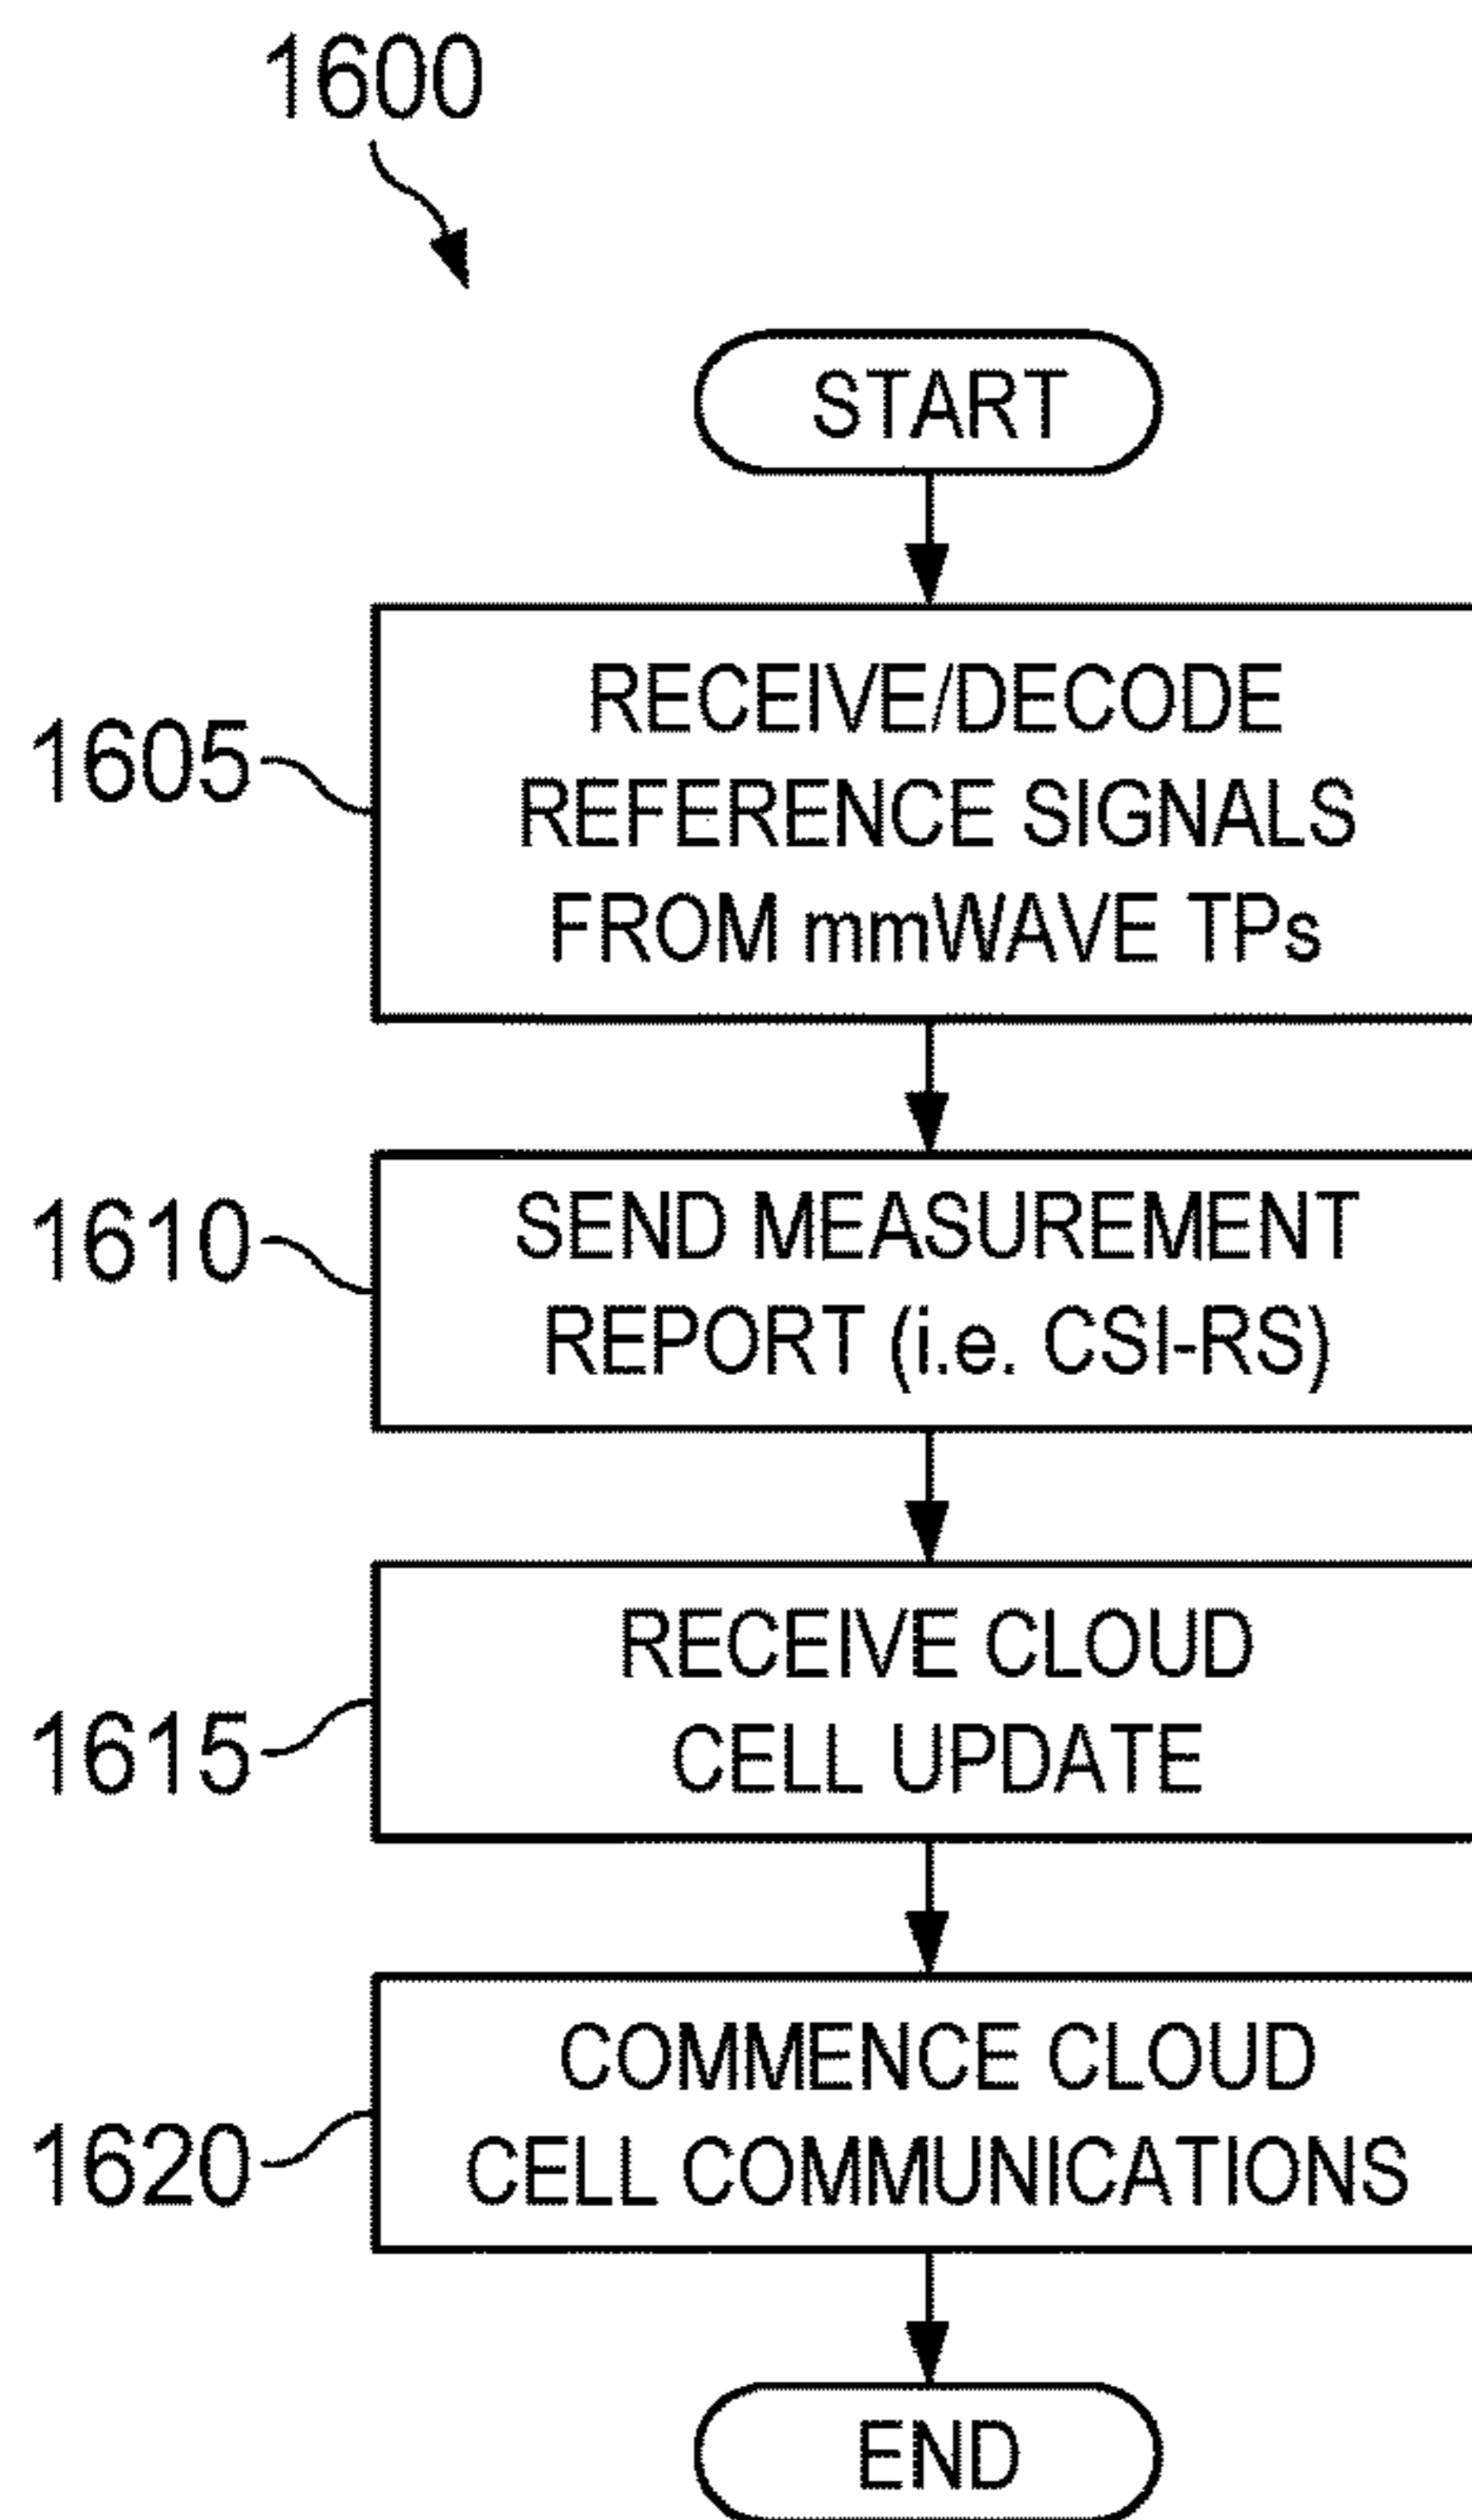 1600
START
RECEIVE/DECODE
REFERENCE SIGNALS
FROM mmWAVE TPs
1605
SEND MEASUREMENT
REPORT (i.e. CSI-RS)
1610
RECEIVE CLOUD
CELL UPDATE
1615
COMMENCE CLOUD
CELL COMMUNICATIONS
1620
END